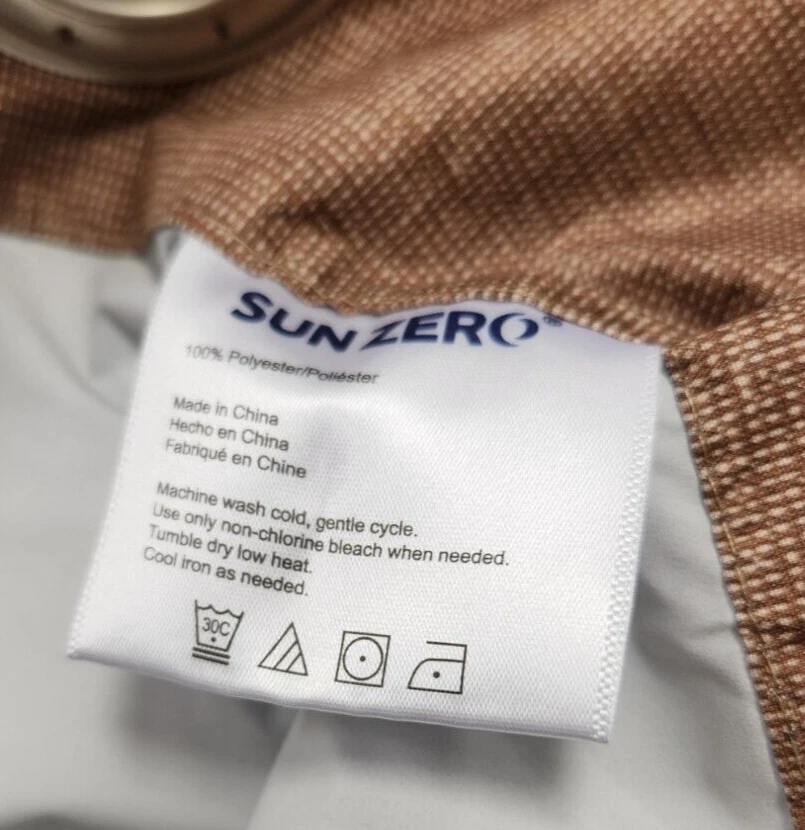 SUN ZERO®
100% Polyester/Poliéster
Made in China
Hecho en China
Fabriqué en Chine
Machine wash cold, gentle cycle.
Use only non-chlorine bleach when needed.
Tumble dry low heat.
Cool iron as needed.
30C